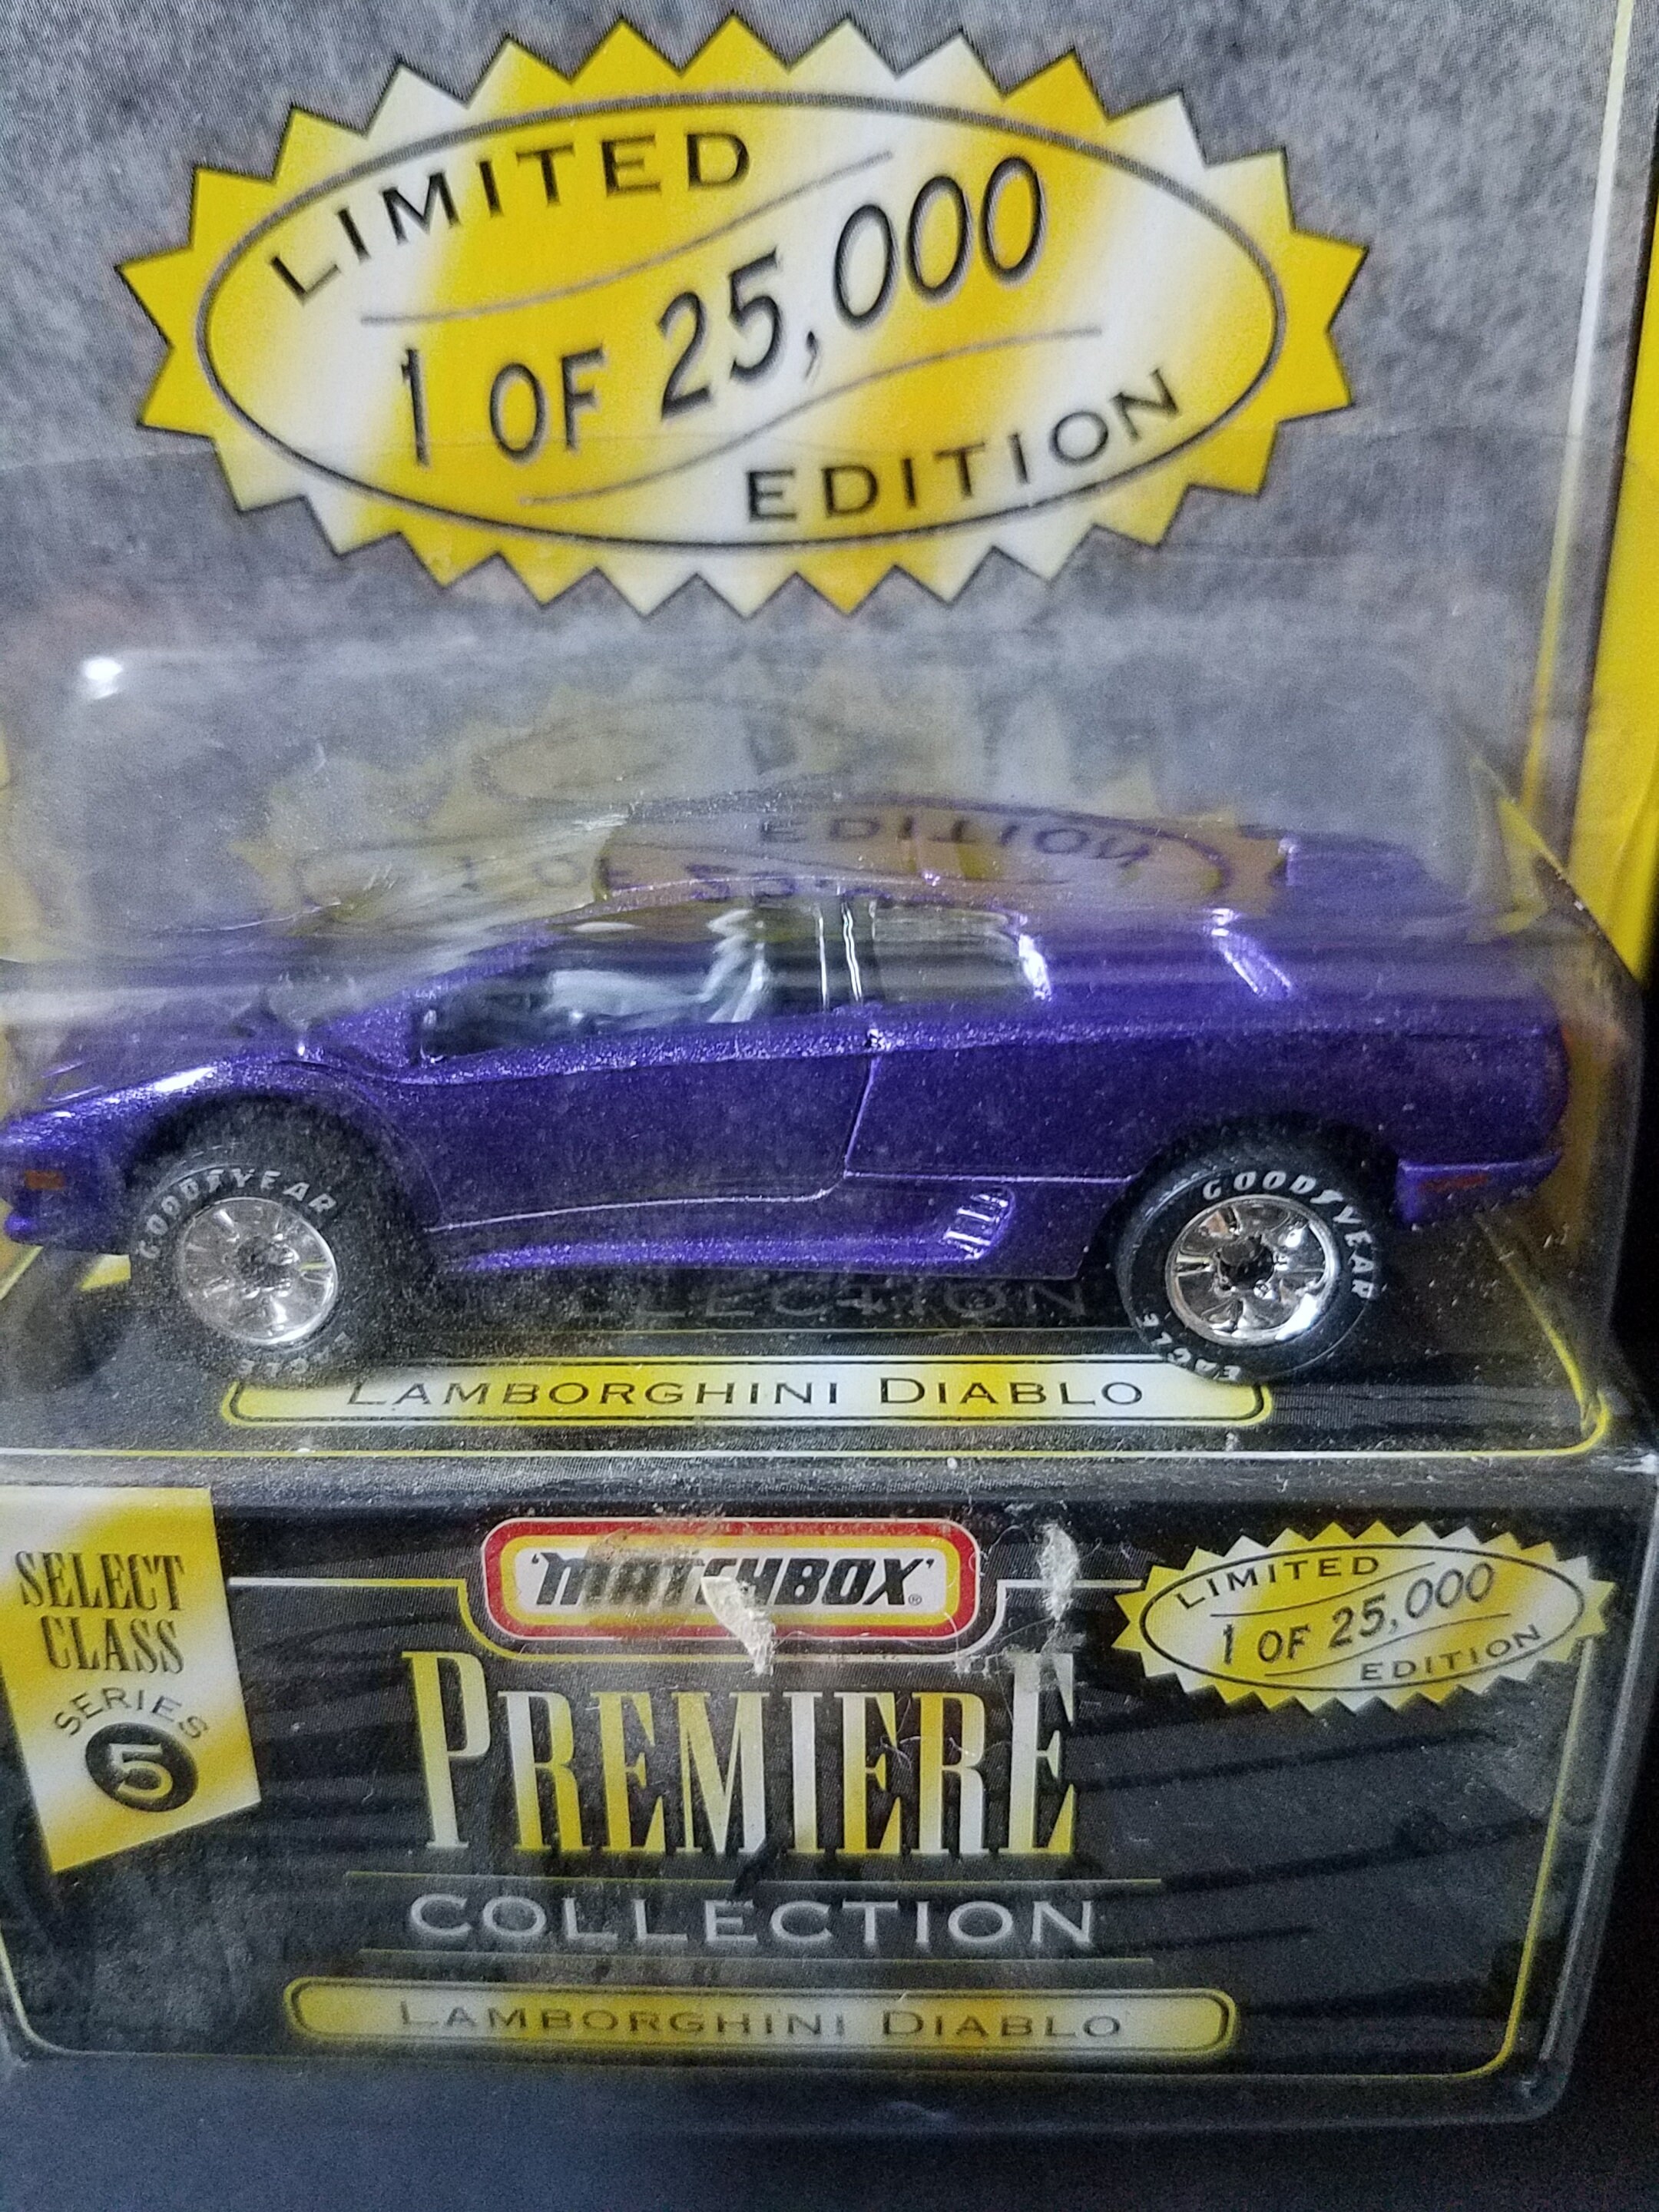 LIMITED
1 OF 25,000
EDITION
GOODYEAR
GOODYEAR
EAGLE
COLLECTION
LAMBORGHINI DIABLO
SELECT
CLASS
SERIES
5
'MATCHBOX'®
LIMITED
1 OF 25,000
EDITION
PREMIERE
COLLECTION
LAMBORGHINI DIABLO